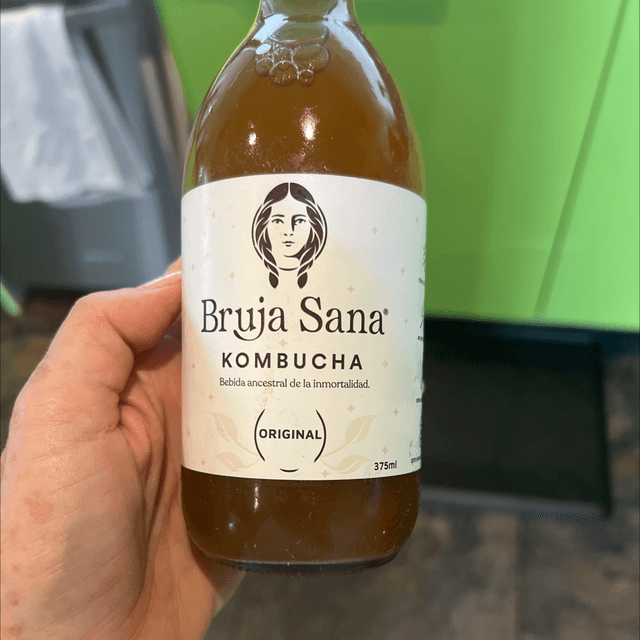 Bruja Sana®
KOMBUCHA
Bebida ancestral de la inmortalidad.
ORIGINAL
375ml